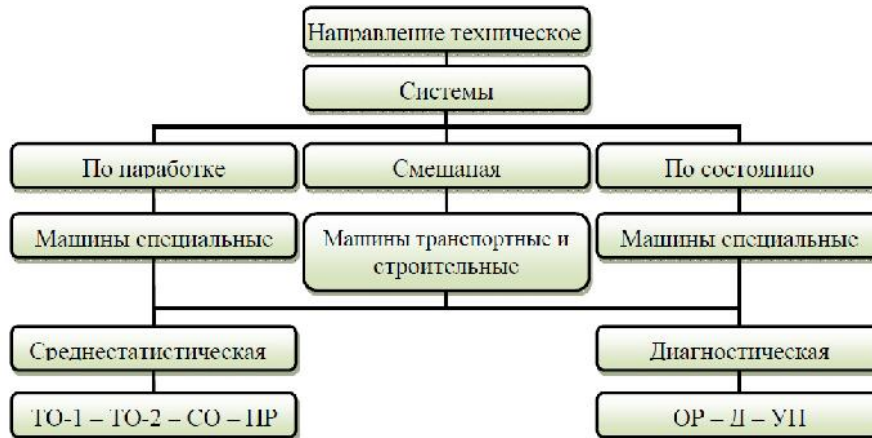 Направление техническое
Системы
По наработке
Смешаная
По состоянию
Машины специальные
Машины транспортные и
строительные
Машины специальные
Среднестатистическая
Диагностическая
ТО-1 – ТО-2 – СО – ПР
ОР – Д – УП